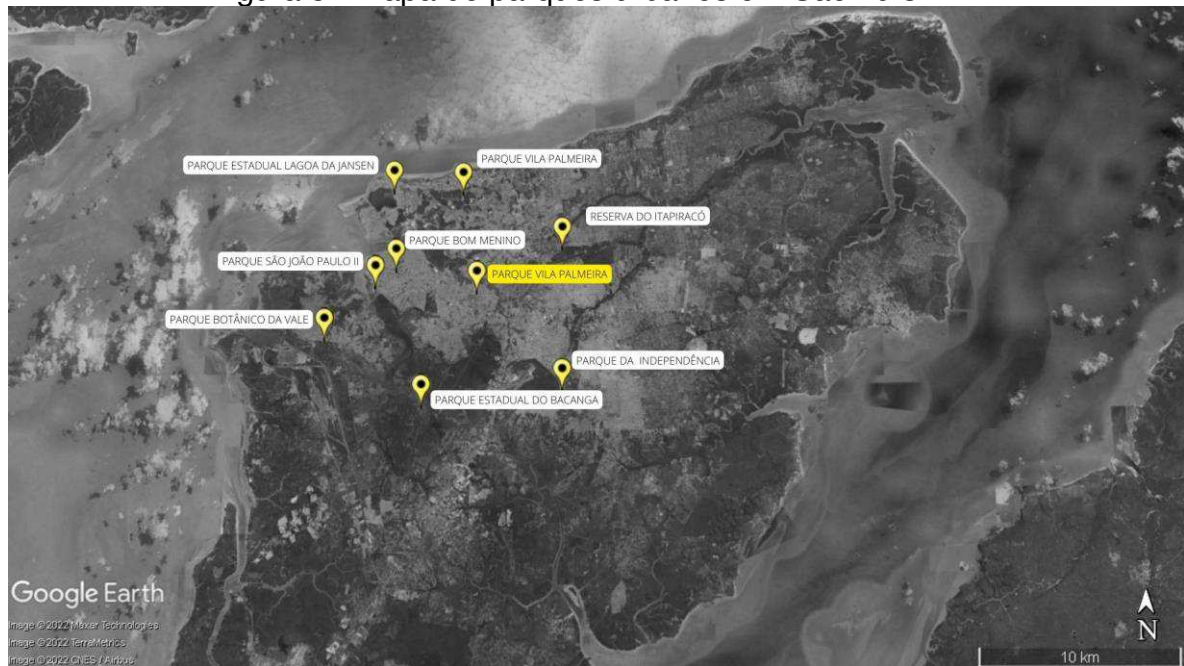 PARQUE ESTADUAL LAGOA DA JANSEN
PARQUE VILA PALMEIRA
RESERVA DO ITAPIRACÓ
PARQUE BOM MENINO
PARQUE SÃO JOÃO PAULO II
PARQUE VILA PALMEIRA
PARQUE BOTÂNICO DA VALE
PARQUE DA INDEPENDÊNCIA
PARQUE ESTADUAL DO BACANGA
Google Earth
Image © 2022 Maxar Technologies
Image © 2022 TerraMetrics
Image © 2022 CNES / Airbus
N
10 km